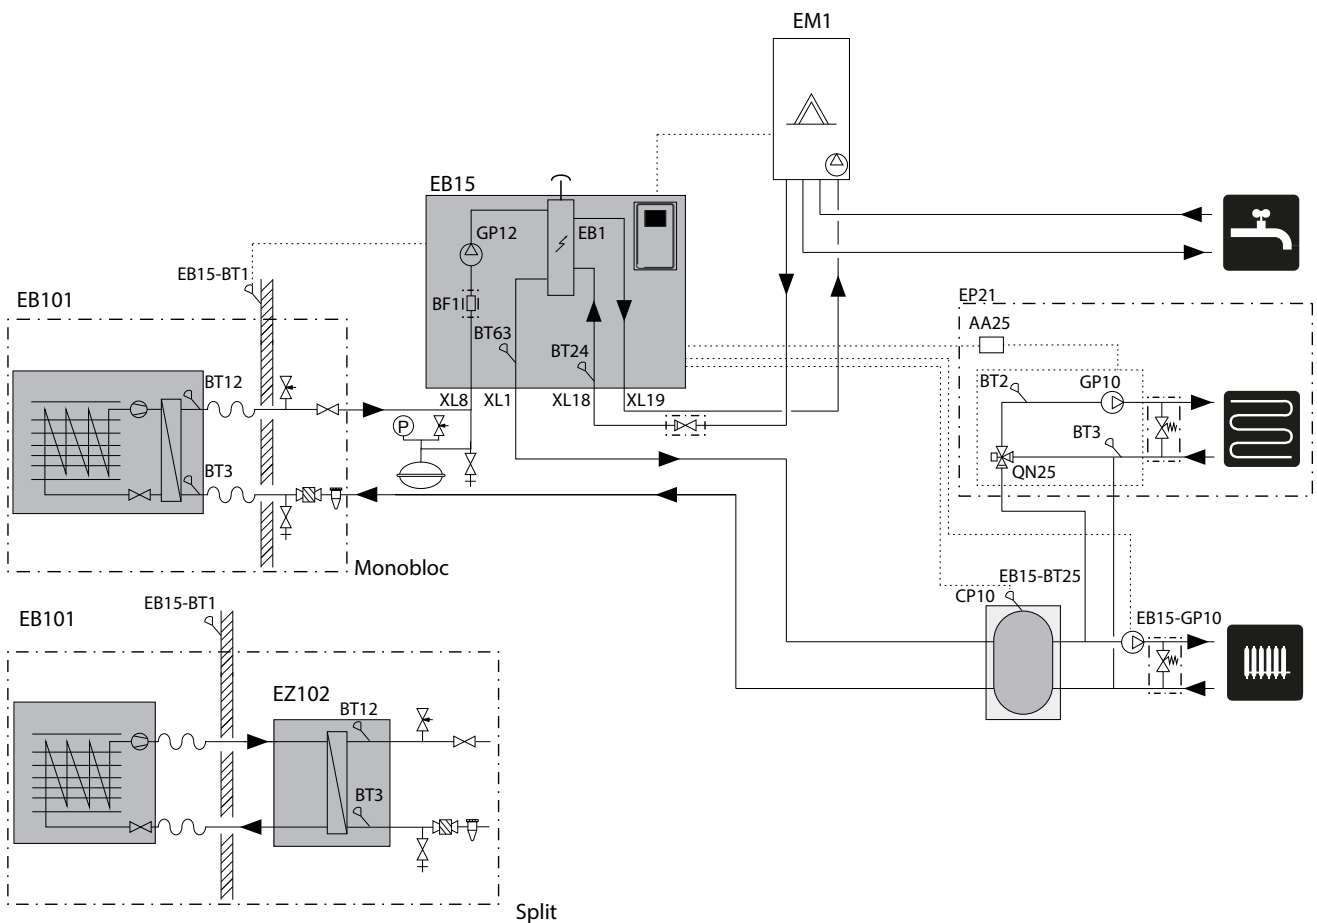 EM1
EB15
GP12
EB1
EB15-BT1
BF1
EB101
BT63
BT24
EP21
AA25
BT12
XL8
XL1
XL18
XL19
BT2
GP10
P
BT3
BT3
QN25
Monobloc
EB15-BT25
CP10
EB15-BT1
EB101
EB15-GP10
EZ102
BT12
BT3
Split